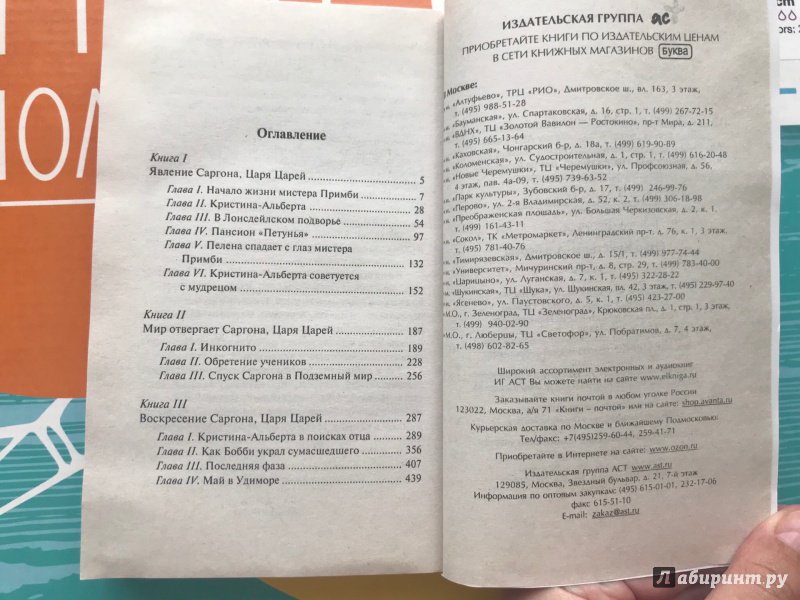 Оглавление
Книга I
Явление Саргона, Царя Царей 5
Глава I. Начало жизни мистера Примби 7
Глава II. Кристина-Альберта 28
Глава III. В Лонсдейлском подворье 54
Глава IV. Пансион «Петунья» 97
Глава V. Пелена спадает с глаз мистера
Примби 132
Глава VI. Кристина-Альберта советуется
с мудрецом 152
Книга II
Мир отвергает Саргона, Царя Царей 187
Глава I. Инкогнито 189
Глава II. Обретение учеников 228
Глава III. Спуск Саргона в Подземный мир 256
Книга III
Воскресение Саргона, Царя Царей 287
Глава I. Кристина-Альберта в поисках отца 289
Глава II. Как Бобби украл сумасшедшего 356
Глава III. Последняя фаза 407
Глава IV. Май в Удиморе 439
ИЗДАТЕЛЬСКАЯ ГРУППА АС
ПРИОБРЕТАЙТЕ КНИГИ ПО ИЗДАТЕЛЬСКИМ ЦЕНАМ
В СЕТИ КНИЖНЫХ МАГАЗИНОВ Буква
Москве:
м. «Алтуфьево», ТРЦ «РИО», Дмитровское ш., вл. 163, 3 этаж,
т. (495) 988-51-28
м. «Бауманская», ул. Спартаковская, д. 16, стр. 1, т. (499) 267-72-15
м. «ВДНХ», ТЦ «Золотой Вавилон — Ростокино», пр-т Мира, д. 211,
т. (495) 665-13-64
м. «Каховская», Чонгарский б-р, д. 18а, т. (499) 619-90-89
м. «Коломенская», ул. Судостроительная, д. 1, стр. 1, т. (499) 616-20-48
м. «Новые Черемушки», ТЦ «Черемушки», ул. Профсоюзная, д. 56,
4 этаж, пав. 4а-09, т. (495) 739-63-52
м. «Парк культуры», Зубовский б-р, д. 17, т. (499) 246-99-76
м. «Перово», ул. 2-я Владимирская, д. 52, к. 2, т. (499) 306-18-98
м. «Преображенская площадь», ул. Большая Черкизовская, д. 2, к. 1,
т. (499) 161-43-11
м. «Сокол», ТК «Метромаркет», Ленинградский пр-т, д. 76, к. 1, 3 этаж,
т. (495) 781-40-76
м. «Тимирязевская», Дмитровское ш., д. 15/1, т. (499) 977-74-44
м. «Университет», Мичуринский пр-т, д. 8, стр. 29, т. (499) 783-40-00
м. «Царицыно», ул. Луганская, д. 7, к. 1, т. (495) 322-28-22
м. «Щукинская», ТЦ «Щука», ул. Щукинская, вл. 42, 3 этаж, т. (495) 229-97-40
м. «Ясенево», ул. Паустовского, д. 5, к. 1, т. (495) 423-27-00
М.О., г. Зеленоград, ТЦ «Зеленоград», Крюковская пл., д. 1, стр. 1, 3 этаж,
т. (499) 940-02-90
М.О., г. Люберцы, ТЦ «Светофор», ул. Побратимов, д. 7, 4 этаж,
т. (498) 602-82-65
Широкий ассортимент электронных и аудиокниг
ИГ АСТ Вы можете найти на сайте www.elkniga.ru
Заказывайте книги почтой в любом уголке России
123022, Москва, а/я 71 «Книги – почтой» или на сайте: shop.avanta.ru
Курьерская доставка по Москве и ближайшему Подмосковью:
Тел/факс: +7(495)259-60-44, 259-41-71
Приобретайте в Интернете на сайте: www.ozon.ru
Издательская группа АСТ www.ast.ru
129085, Москва, Звездный бульвар, д. 21, 7-й этаж
Информация по оптовым закупкам: (495) 615-01-01, 232-17-06
факс 615-51-10
E-mail: zakaz@ast.ru
cm
ors:
ПОЛ
Лабиринт.ру